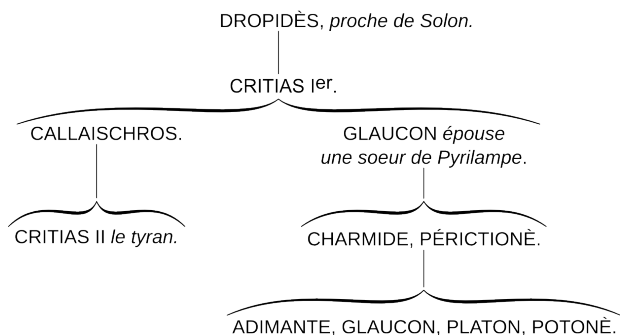 DROPIDÈS, proche de Solon.
CRITIAS Ier.
CALLAISCHROS.
GLAUCON épouse
une soeur de Pyrilampe.
CRITIAS II le tyran.
CHARMIDE, PÉRICTIONÈ.
ADIMANTE, GLAUCON, PLATON, POTONÈ.